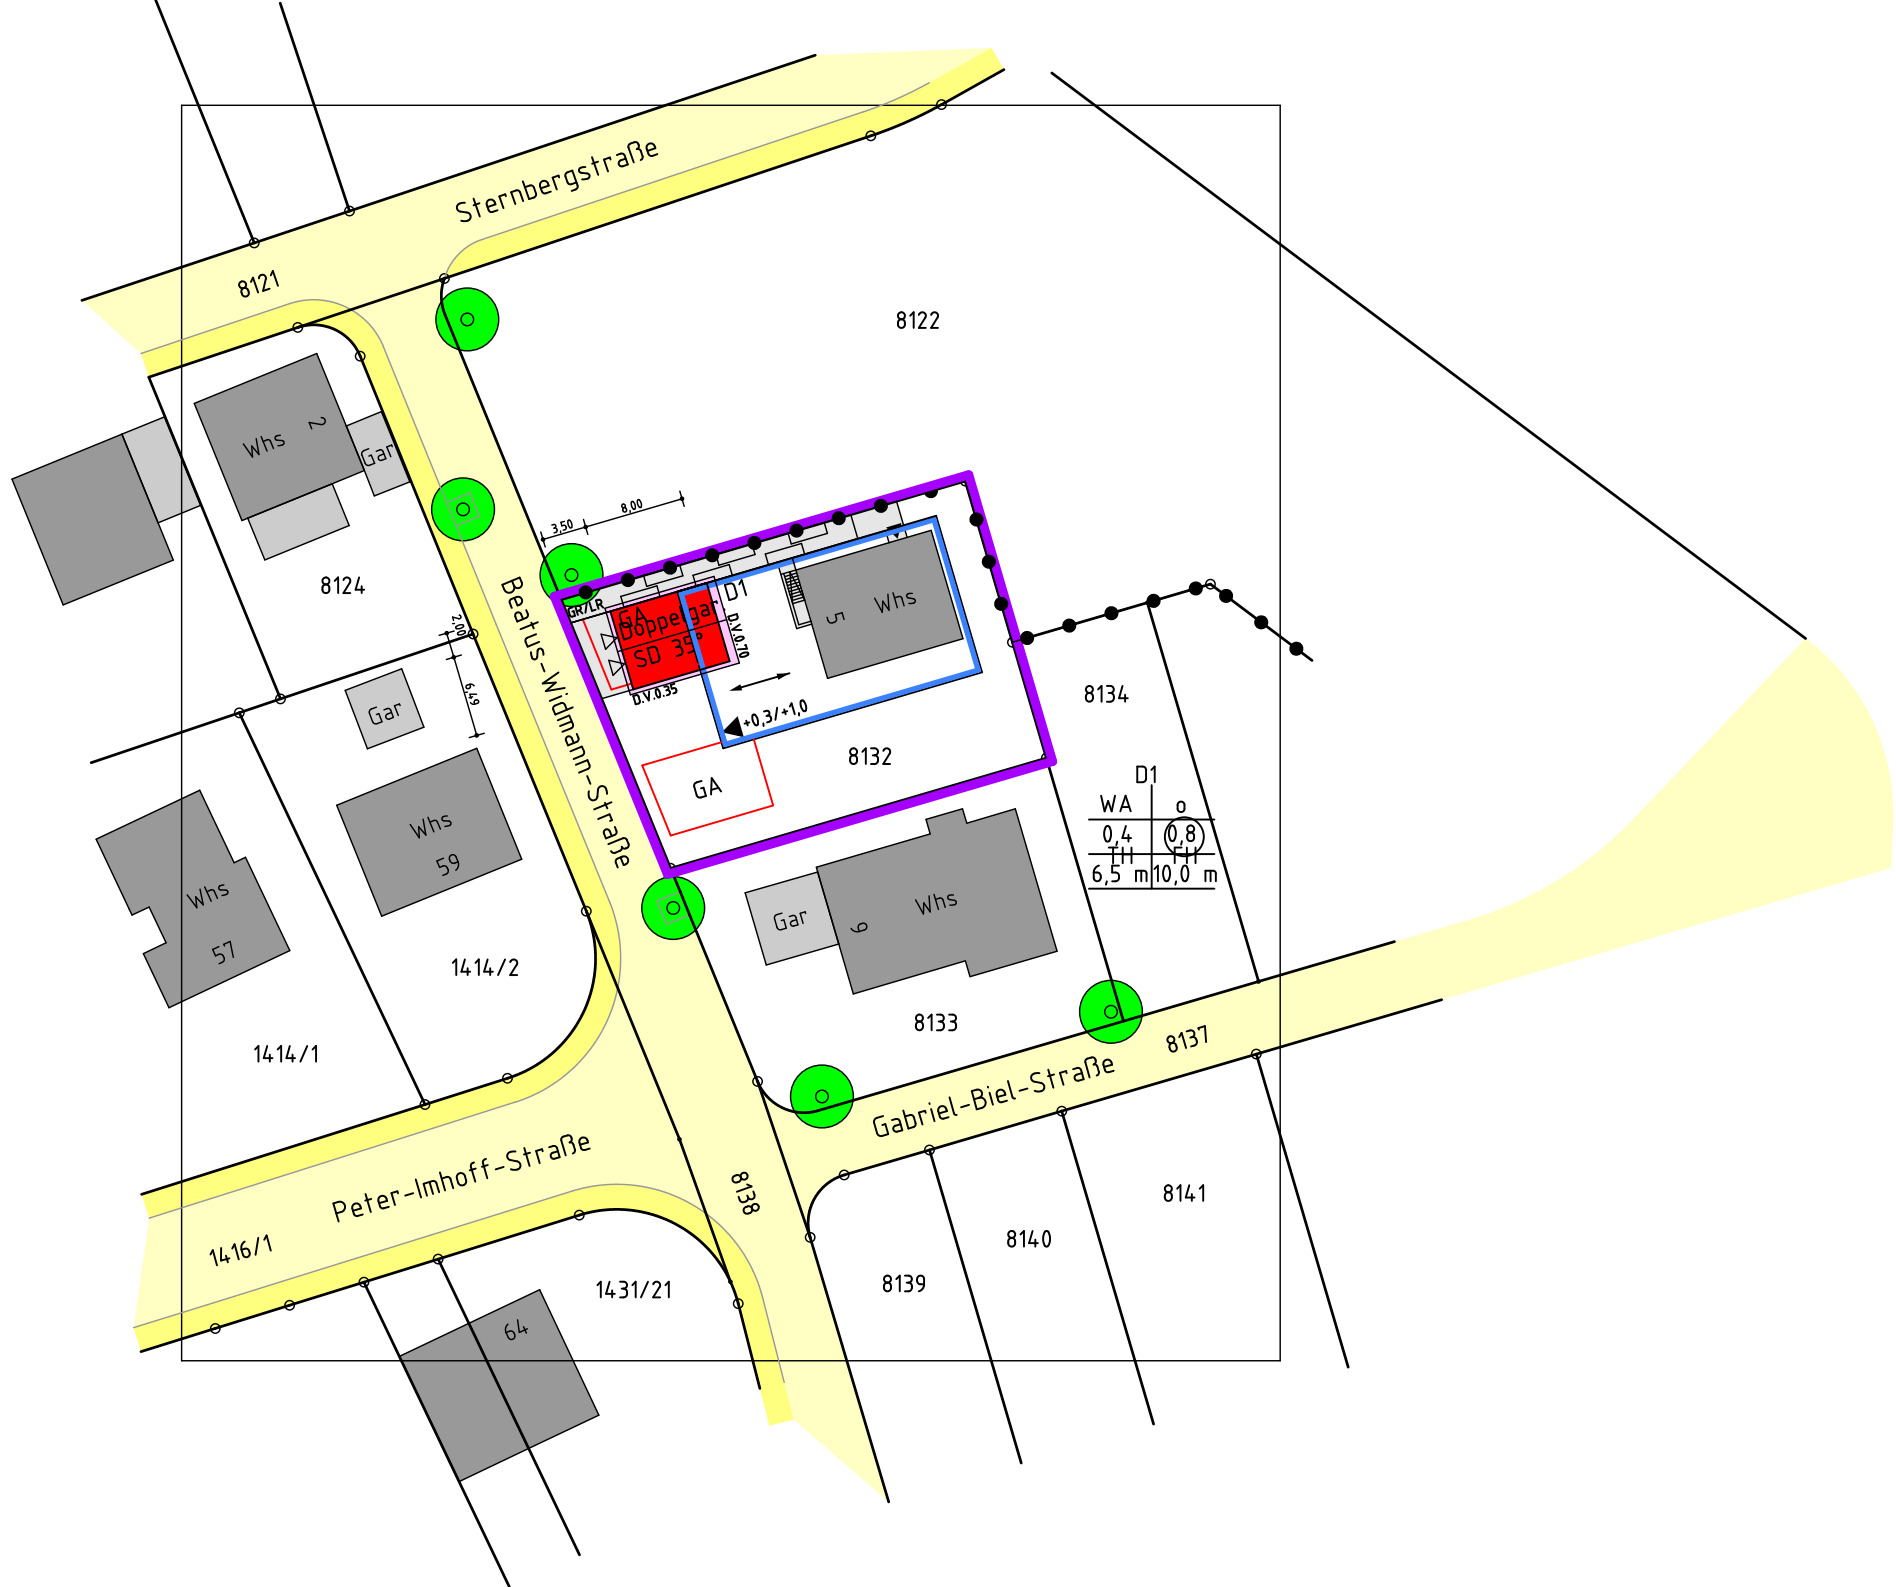 Sternbergstraße
8121
8122
Whs
2
Gar
3,50
8,00
8124
Beatus-Widmann-Straße
GR/LR
GA
Doppelgar
SD 35°
D1
D.V.0.70
D.V.0.35
5
Whs
2,00
6,49
+0,3/+1,0
8132
8134
Gar
GA
D1
WA
o
0,4
0,8
TH
FH
6,5 m
10,0 m
Whs
59
Whs
57
Gar
9
Whs
1414/2
8133
1414/1
8137
Gabriel-Biel-Straße
Peter-Imhoff-Straße
8138
8141
1416/1
8140
8139
1431/21
64